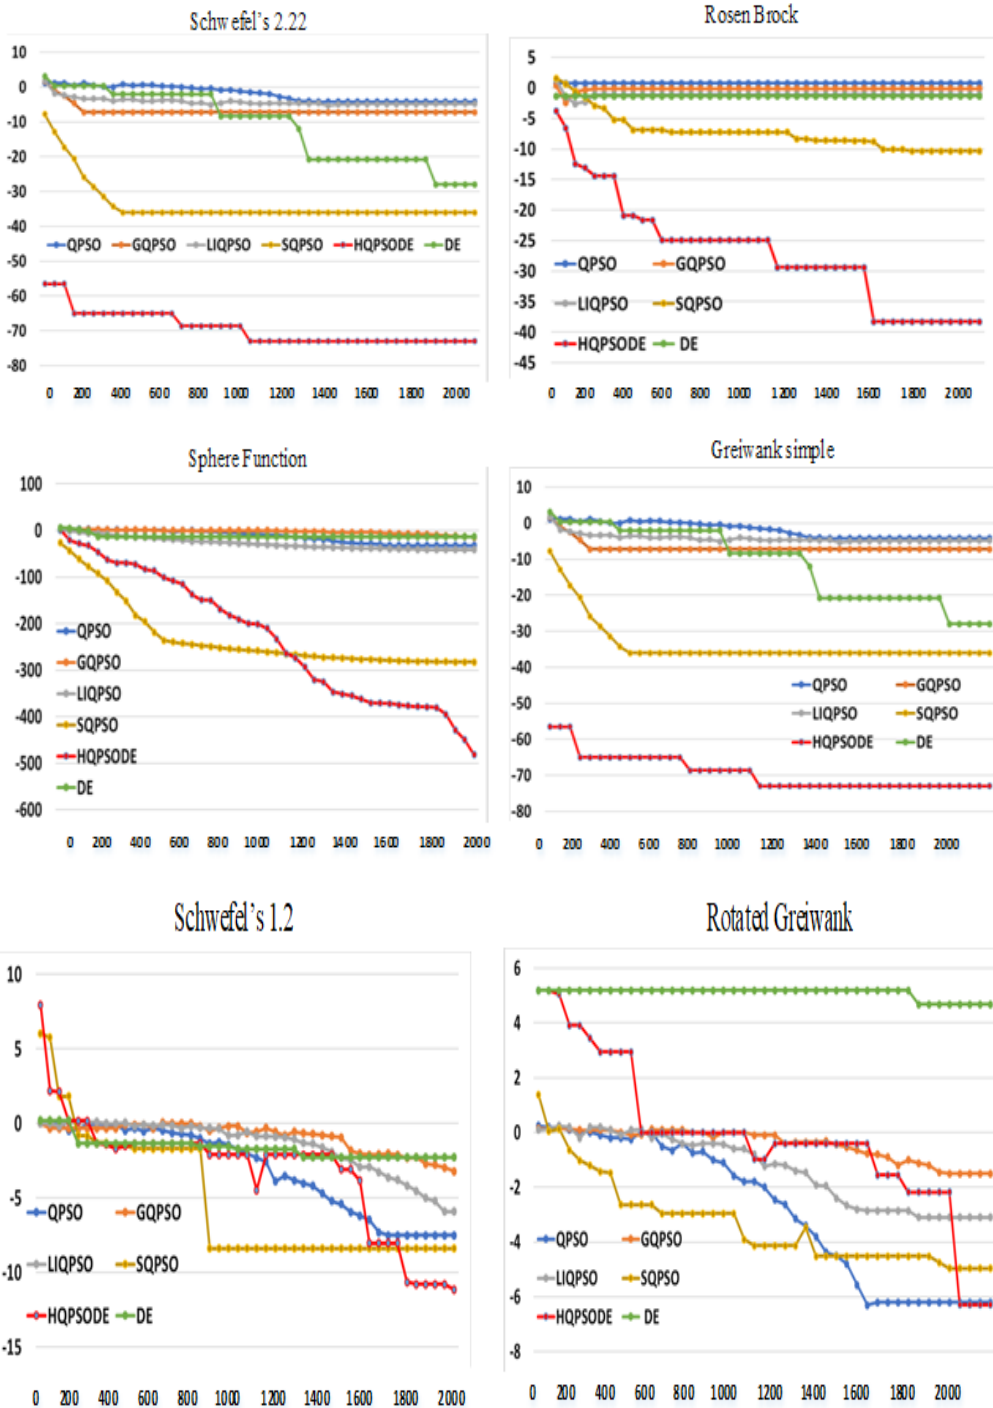 Schwefel's 2.22
10
0
-10
-20
-30
-40
-50
-60
-70
-80
QPSO GQPSO LIQPSO SQPSO HQPSODE DE
0 200 400 600 800 1000 1200 1400 1600 1800 2000
Rosen Brock
5
0
-5
-10
-15
-20
-25
-30
-35
-40
-45
QPSO GQPSO
LIQPSO SQPSO
HQPSODE DE
0 200 400 600 800 1000 1200 1400 1600 1800 2000
Sphere Function
100
0
-100
-200
-300
-400
-500
-600
QPSO
GQPSO
LIQPSO
SQPSO
HQPSODE
DE
0 200 400 600 800 1000 1200 1400 1600 1800 2000
Greiwank simple
10
0
-10
-20
-30
-40
-50
-60
-70
-80
QPSO GQPSO
LIQPSO SQPSO
HQPSODE DE
0 200 400 600 800 1000 1200 1400 1600 1800 2000
Schwefel's 1.2
10
5
0
-5
-10
-15
QPSO GQPSO
LIQPSO SQPSO
HQPSODE DE
0 200 400 600 800 1000 1200 1400 1600 1800 2000
Rotated Greiwank
6
4
2
0
-2
-4
-6
-8
QPSO GQPSO
LIQPSO SQPSO
HQPSODE DE
0 200 400 600 800 1000 1200 1400 1600 1800 2000